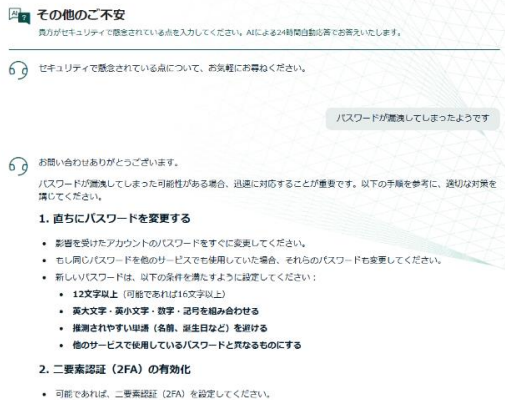 AI ?
その他のご不安
貴方がセキュリティで懸念されている点を入力してください。AIによる24時間自動応答でお答えいたします。
セキュリティで懸念されている点について、お気軽にお尋ねください。
パスワードが漏洩してしまったようです
お問い合わせありがとうございます。
パスワードが漏洩してしまった可能性がある場合、迅速に対応することが重要です。以下の手順を参考に、適切な対策を
講じてください。
1. 直ちにパスワードを変更する
• 影響を受けたアカウントのパスワードをすぐに変更してください。
• もし同じパスワードを他のサービスでも使用していた場合、それらのパスワードも変更してください。
• 新しいパスワードは、以下の条件を満たすように設定してください：
• 12文字以上（可能であれば16文字以上）
• 英大文字・英小文字・数字・記号を組み合わせる
• 推測されやすい単語（名前、誕生日など）を避ける
• 他のサービスで使用しているパスワードと異なるものにする
2. 二要素認証（2FA）の有効化
• 可能であれば、二要素認証（2FA）を設定してください。